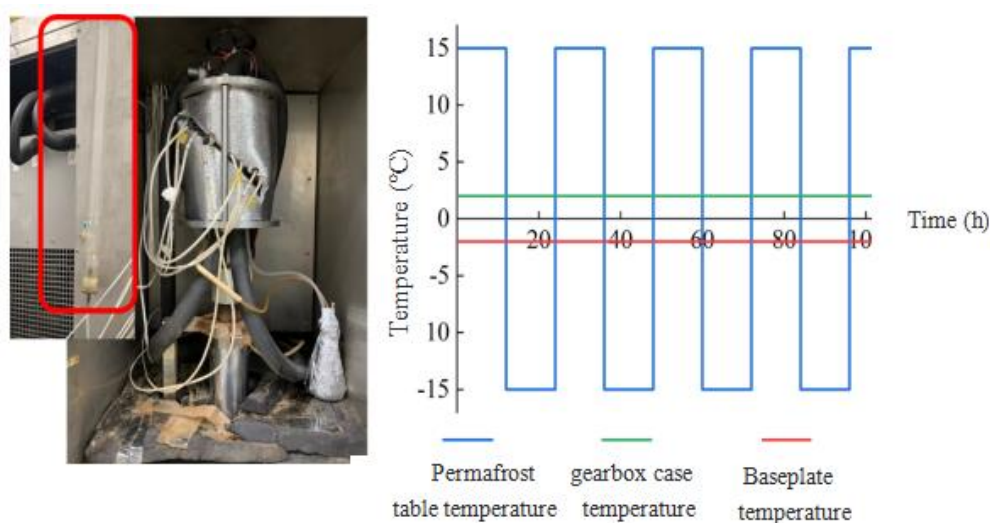 15
10
5
0
-5
-10
-15
20
40
60
80
10
Temperature (℃)
Time (h)
Permafrost
table temperature
gearbox case
temperature
Baseplate
temperature